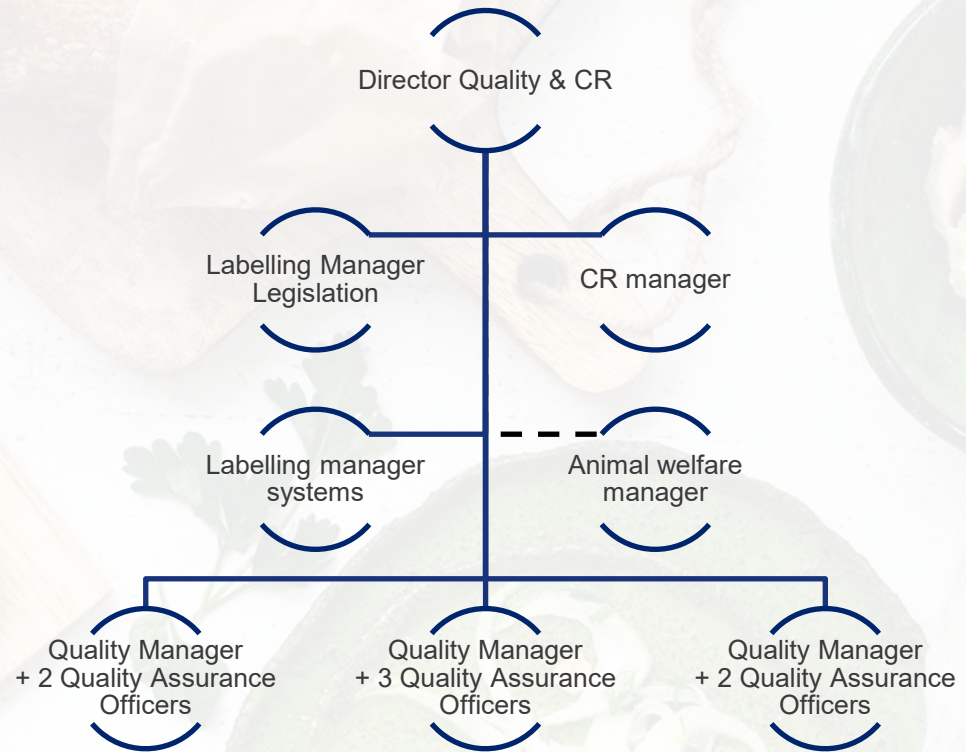 Director Quality & CR
Labelling Manager
Legislation
CR manager
Labelling manager
systems
Animal welfare
manager
Quality Manager
+ 2 Quality Assurance
Officers
Quality Manager
+ 3 Quality Assurance
Officers
Quality Manager
+ 2 Quality Assurance
Officers